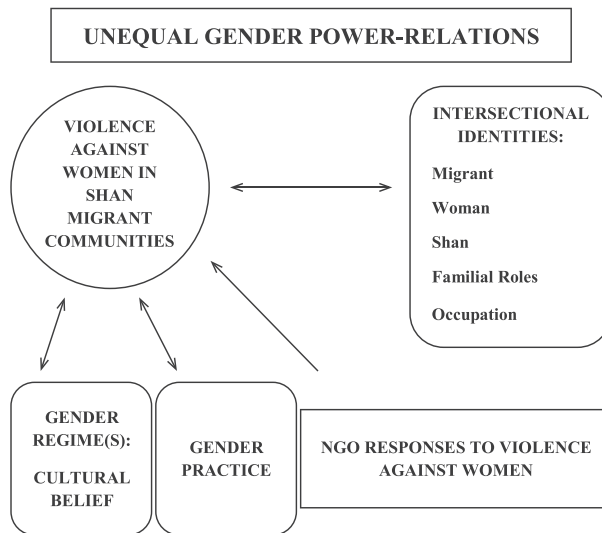 UNEQUAL GENDER POWER-RELATIONS
VIOLENCE
AGAINST
WOMEN IN
SHAN
MIGRANT
COMMUNITIES
INTERSECTIONAL
IDENTITIES:
Migrant
Woman
Shan
Familial Roles
Occupation
GENDER
REGIME(S):
CULTURAL
BELIEF
GENDER
PRACTICE
NGO RESPONSES TO VIOLENCE
AGAINST WOMEN